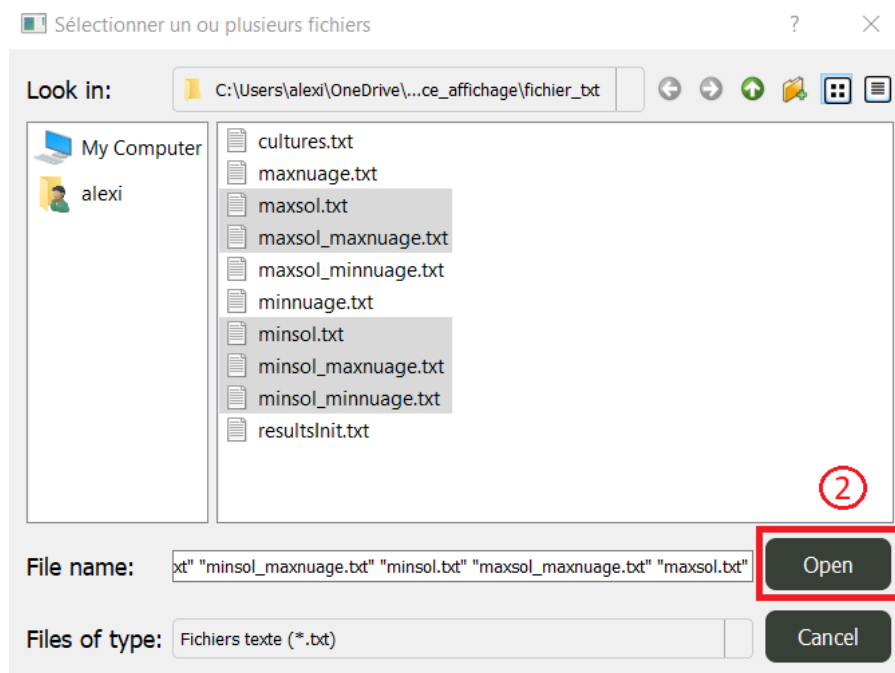 Sélectionner un ou plusieurs fichiers ?
Look in: C:\Users\alexi\OneDrive\...ce_affichage\fichier_txt
My Computer
alexi
cultures.txt
maxnuage.txt
maxsol.txt
maxsol_maxnuage.txt
maxsol_minnuage.txt
minnuage.txt
minsol.txt
minsol_maxnuage.txt
minsol_minnuage.txt
resultsInit.txt
2
File name: xt" "minsol_maxnuage.txt" "minsol.txt" "maxsol_maxnuage.txt" "maxsol.txt" Open
Files of type: Fichiers texte (*.txt) Cancel